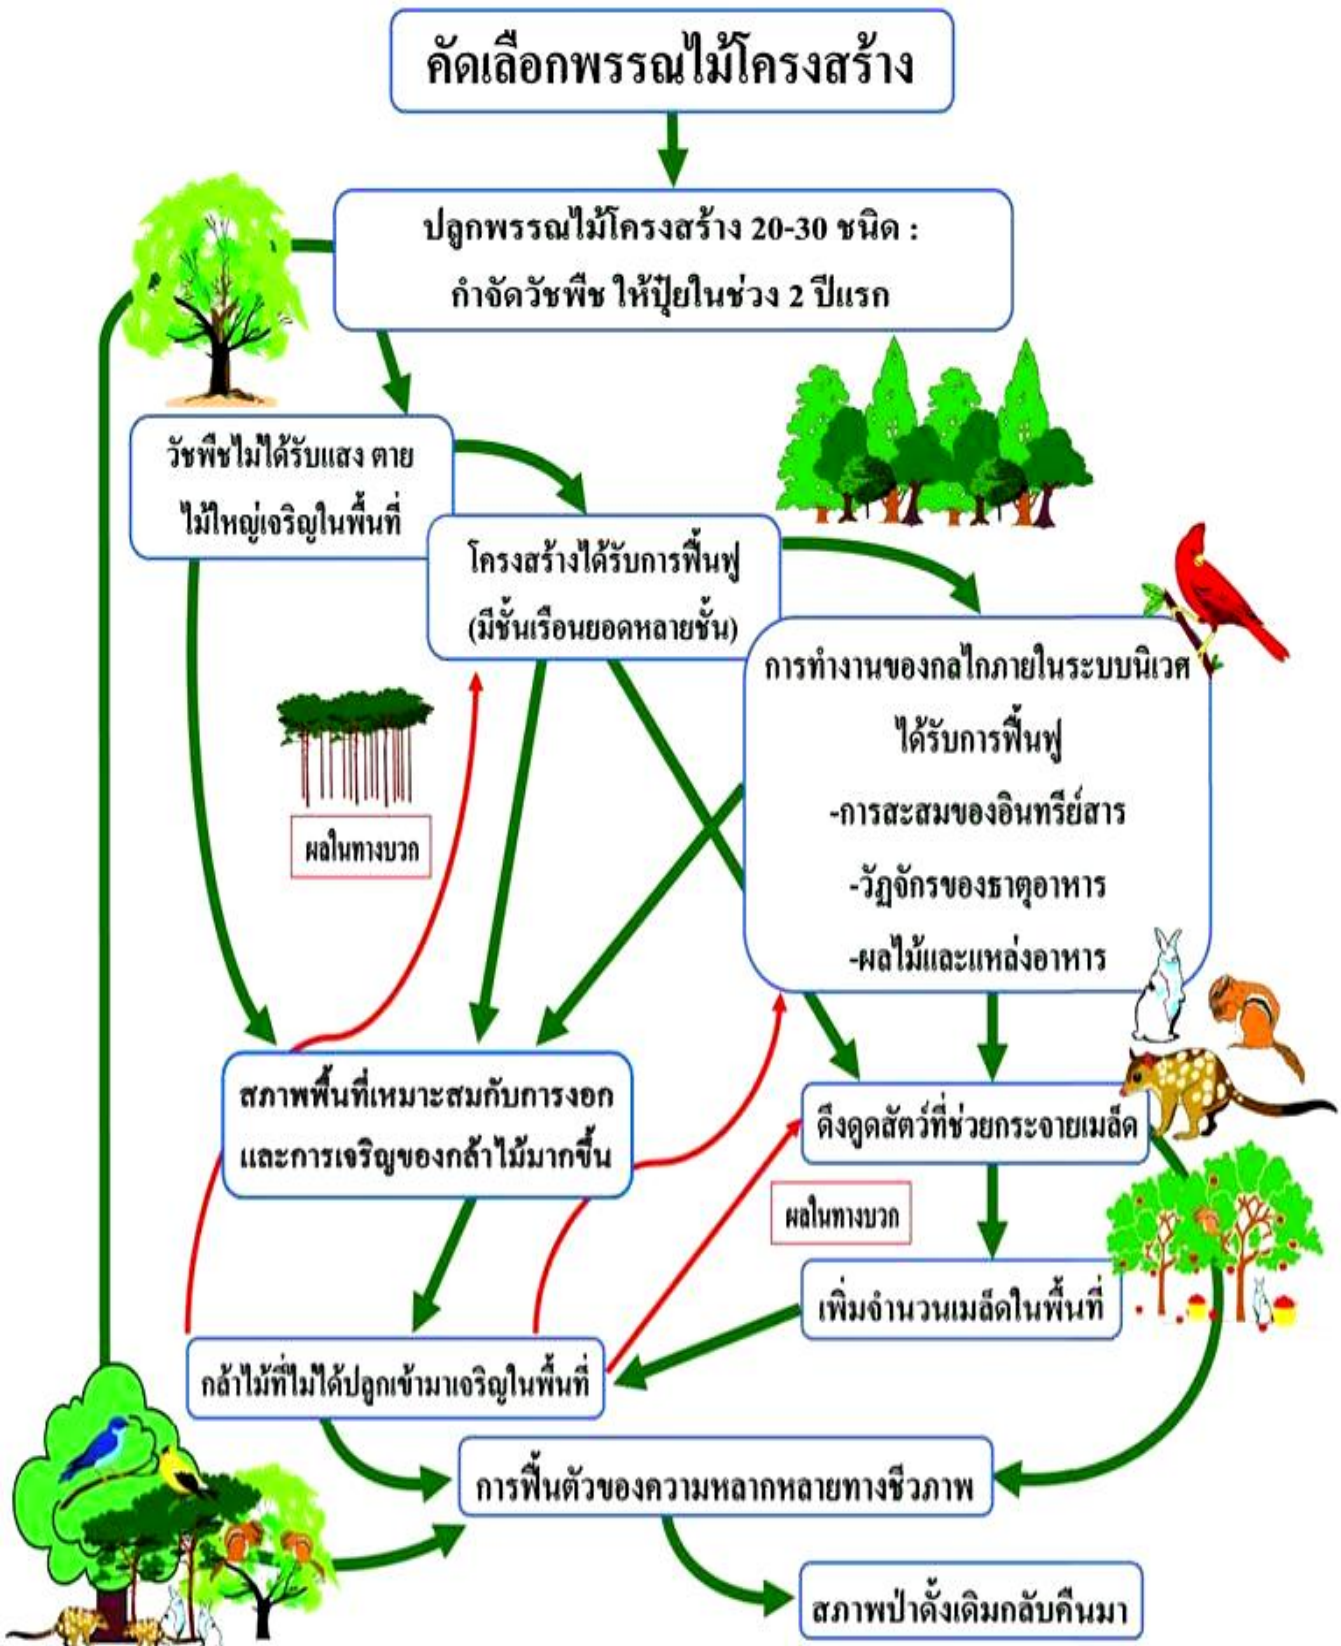 คัดเลือกพรรณไม้โครงสร้าง
ปลูกพรรณไม้โครงสร้าง 20-30 ชนิด :
กำจัดวัชพืช ให้ปุ๋ยในช่วง 2 ปีแรก
วัชพืชไม่ได้รับแสง ตาย
ไม้ใหญ่เจริญในพื้นที่
โครงสร้างได้รับการฟื้นฟู
(มีชั้นเรือนยอดหลายชั้น)
การทำงานของกลไกภายในระบบนิเวศ
ได้รับการฟื้นฟู
-การสะสมของอินทรีย์สาร
-วัฏจักรของธาตุอาหาร
-ผลไม้และแหล่งอาหาร
ผลในทางบวก
สภาพพื้นที่เหมาะสมกับการงอก
และการเจริญของกล้าไม้มากขึ้น
ดึงดูดสัตว์ที่ช่วยกระจายเมล็ด
ผลในทางบวก
เพิ่มจำนวนเมล็ดในพื้นที่
กล้าไม้ที่ไม่ได้ปลูกเข้ามาเจริญในพื้นที่
การฟื้นตัวของความหลากหลายทางชีวภาพ
สภาพป่าดั้งเดิมกลับคืนมา